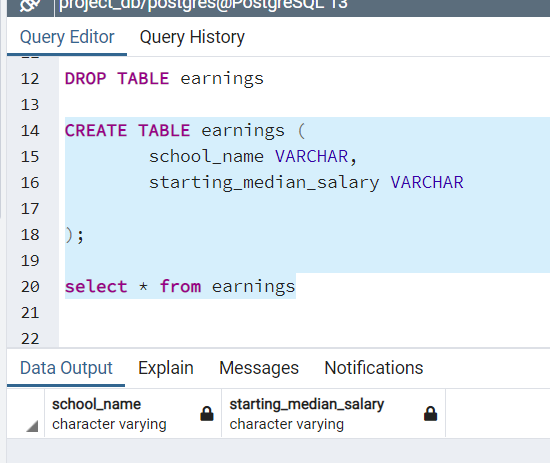 project_db/postgres@PostgreSQL 13
Query Editor Query History
12 DROP TABLE earnings
13
14 CREATE TABLE earnings (
15 school_name VARCHAR,
16 starting_median_salary VARCHAR
17
18 );
19
20 select * from earnings
21
22
Data Output Explain Messages Notifications
school_name starting_median_salary
character varying character varying